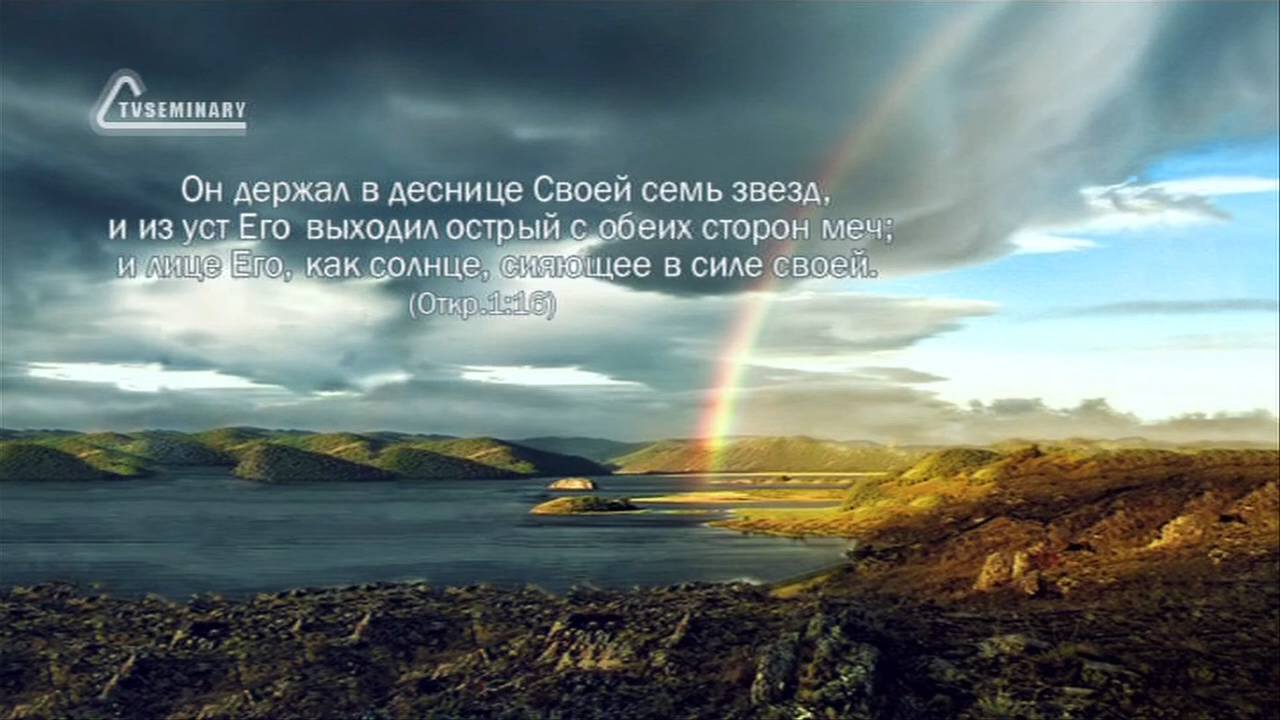 TVSEMINARY
Он держал в деснице Своей семь звезд,
и из уст Его выходил острый с обеих сторон меч;
и лице Его, как солнце, сияющее в силе своей.
(Откр.1:16)